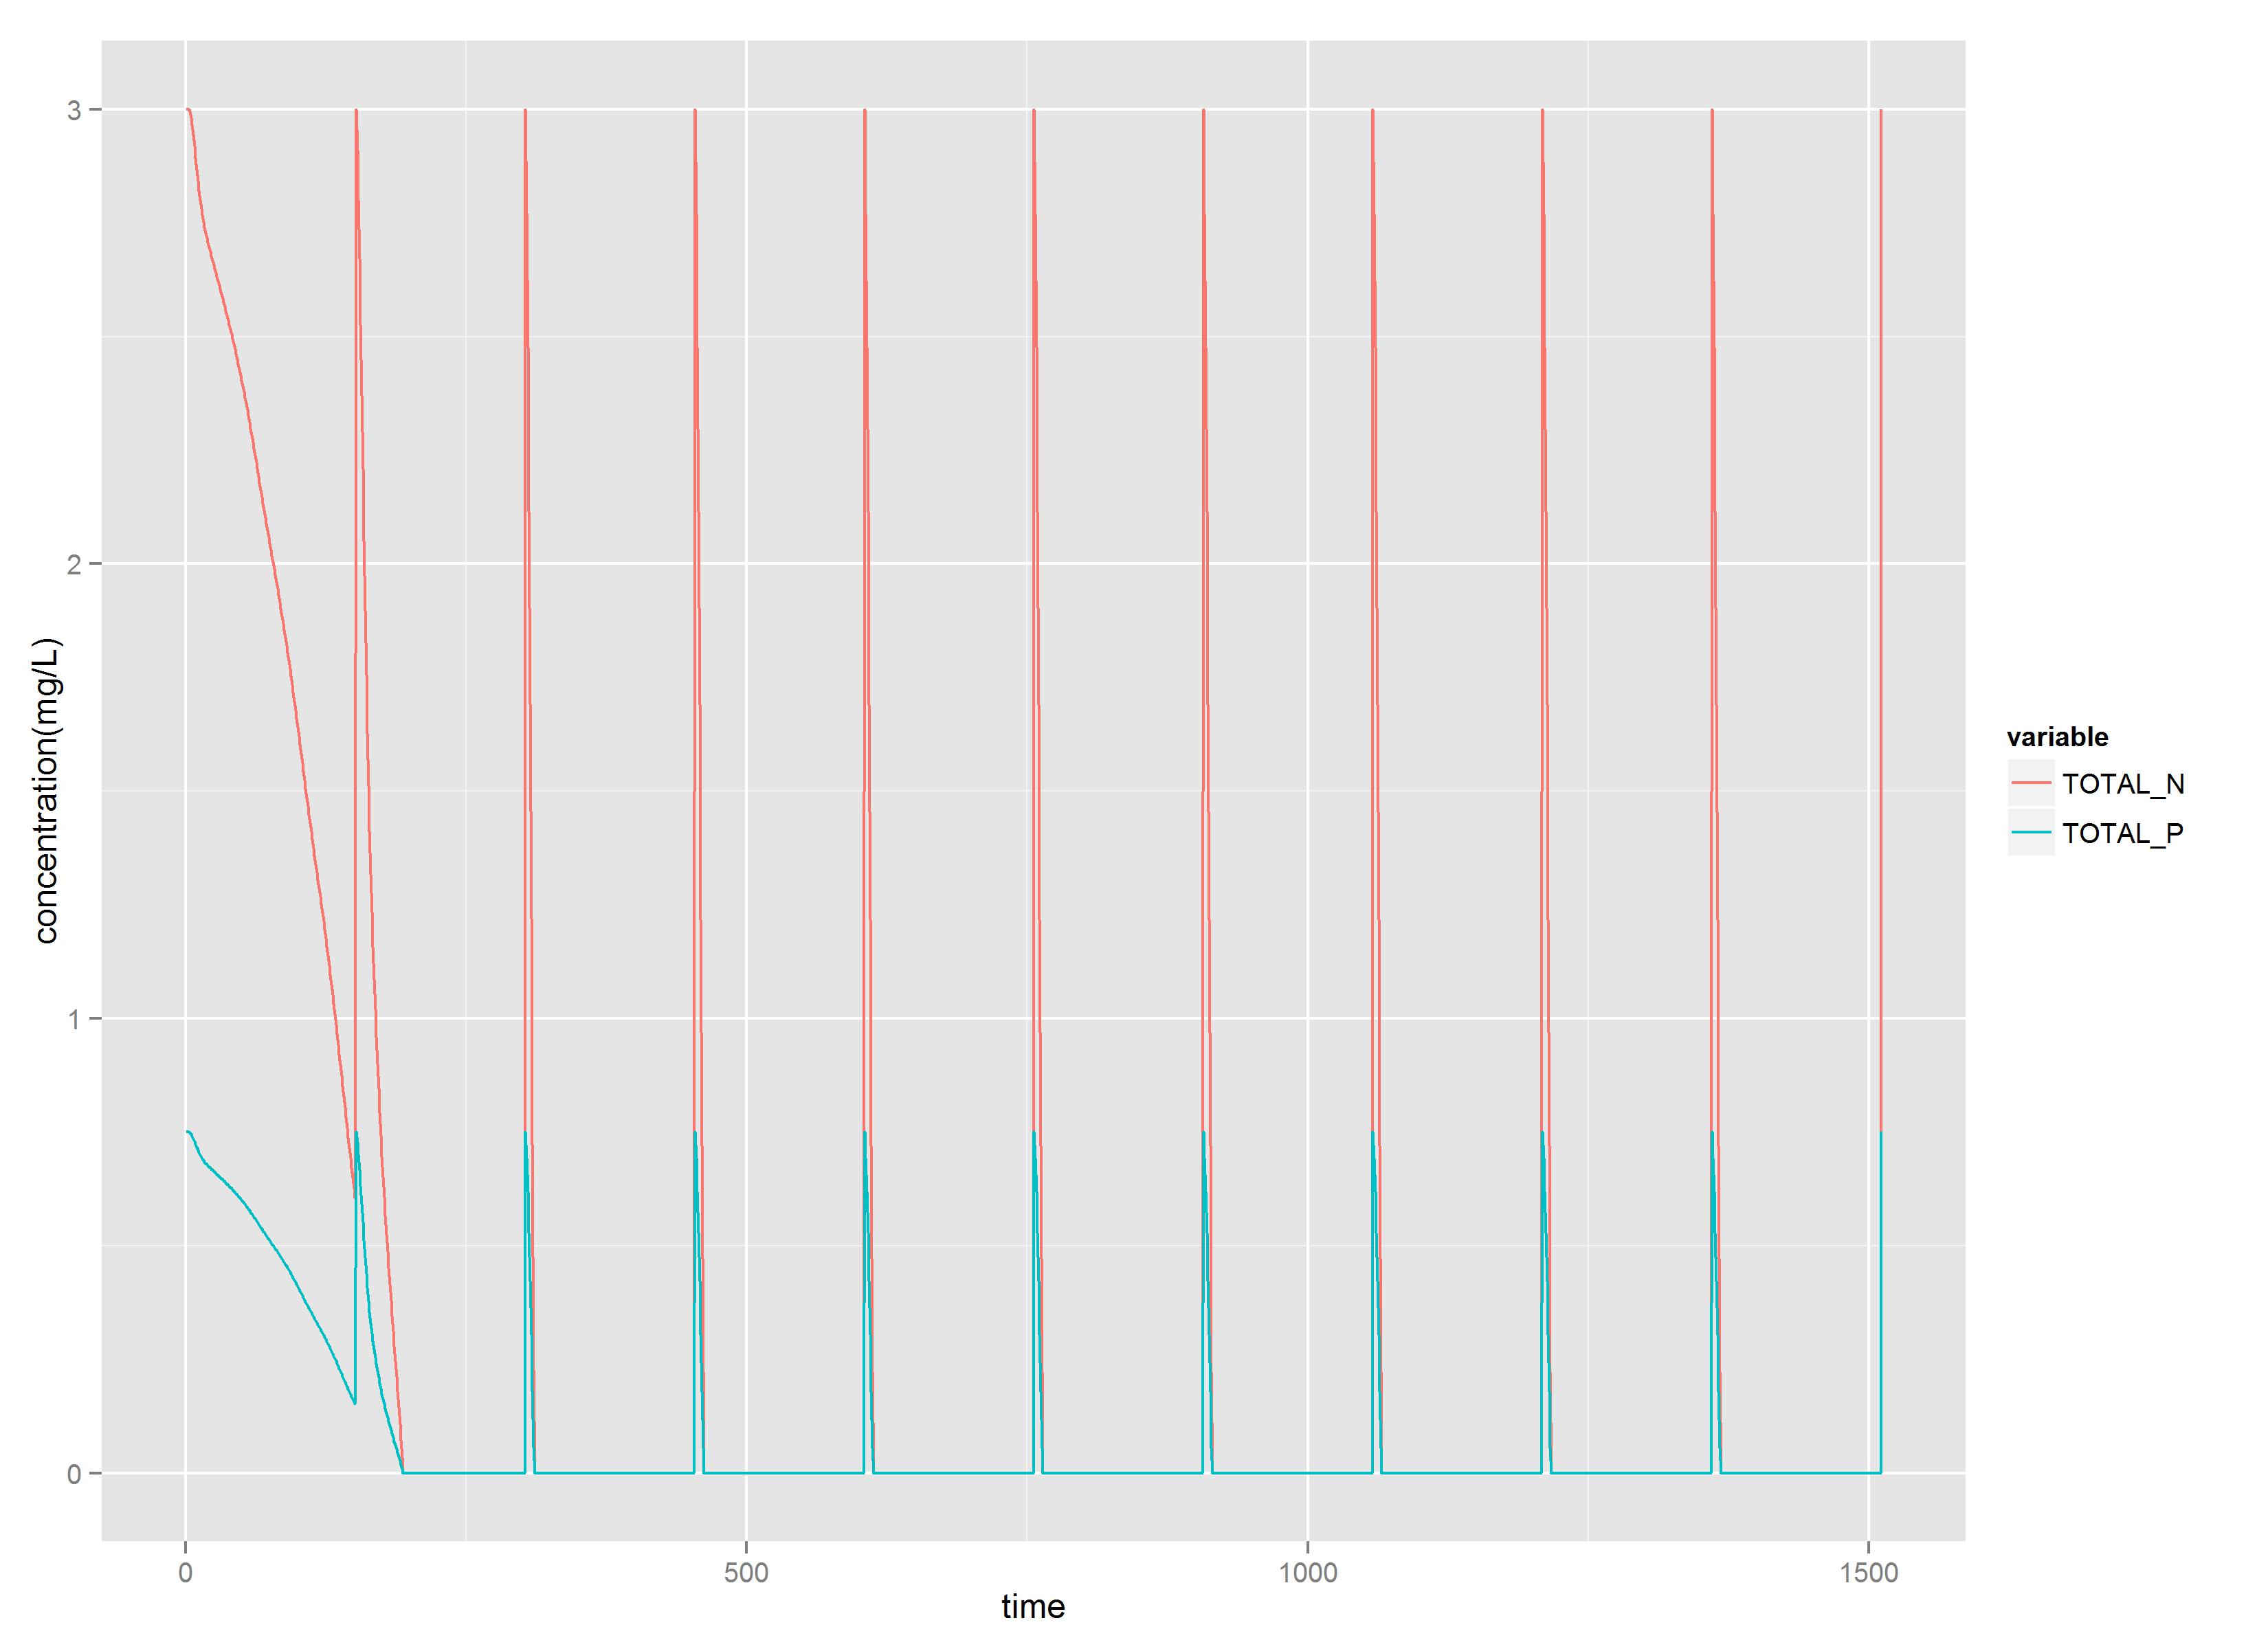 3
2
1
0
concentration(mg/L)
0 500 1000 1500
time
variable
TOTAL_N
TOTAL_P